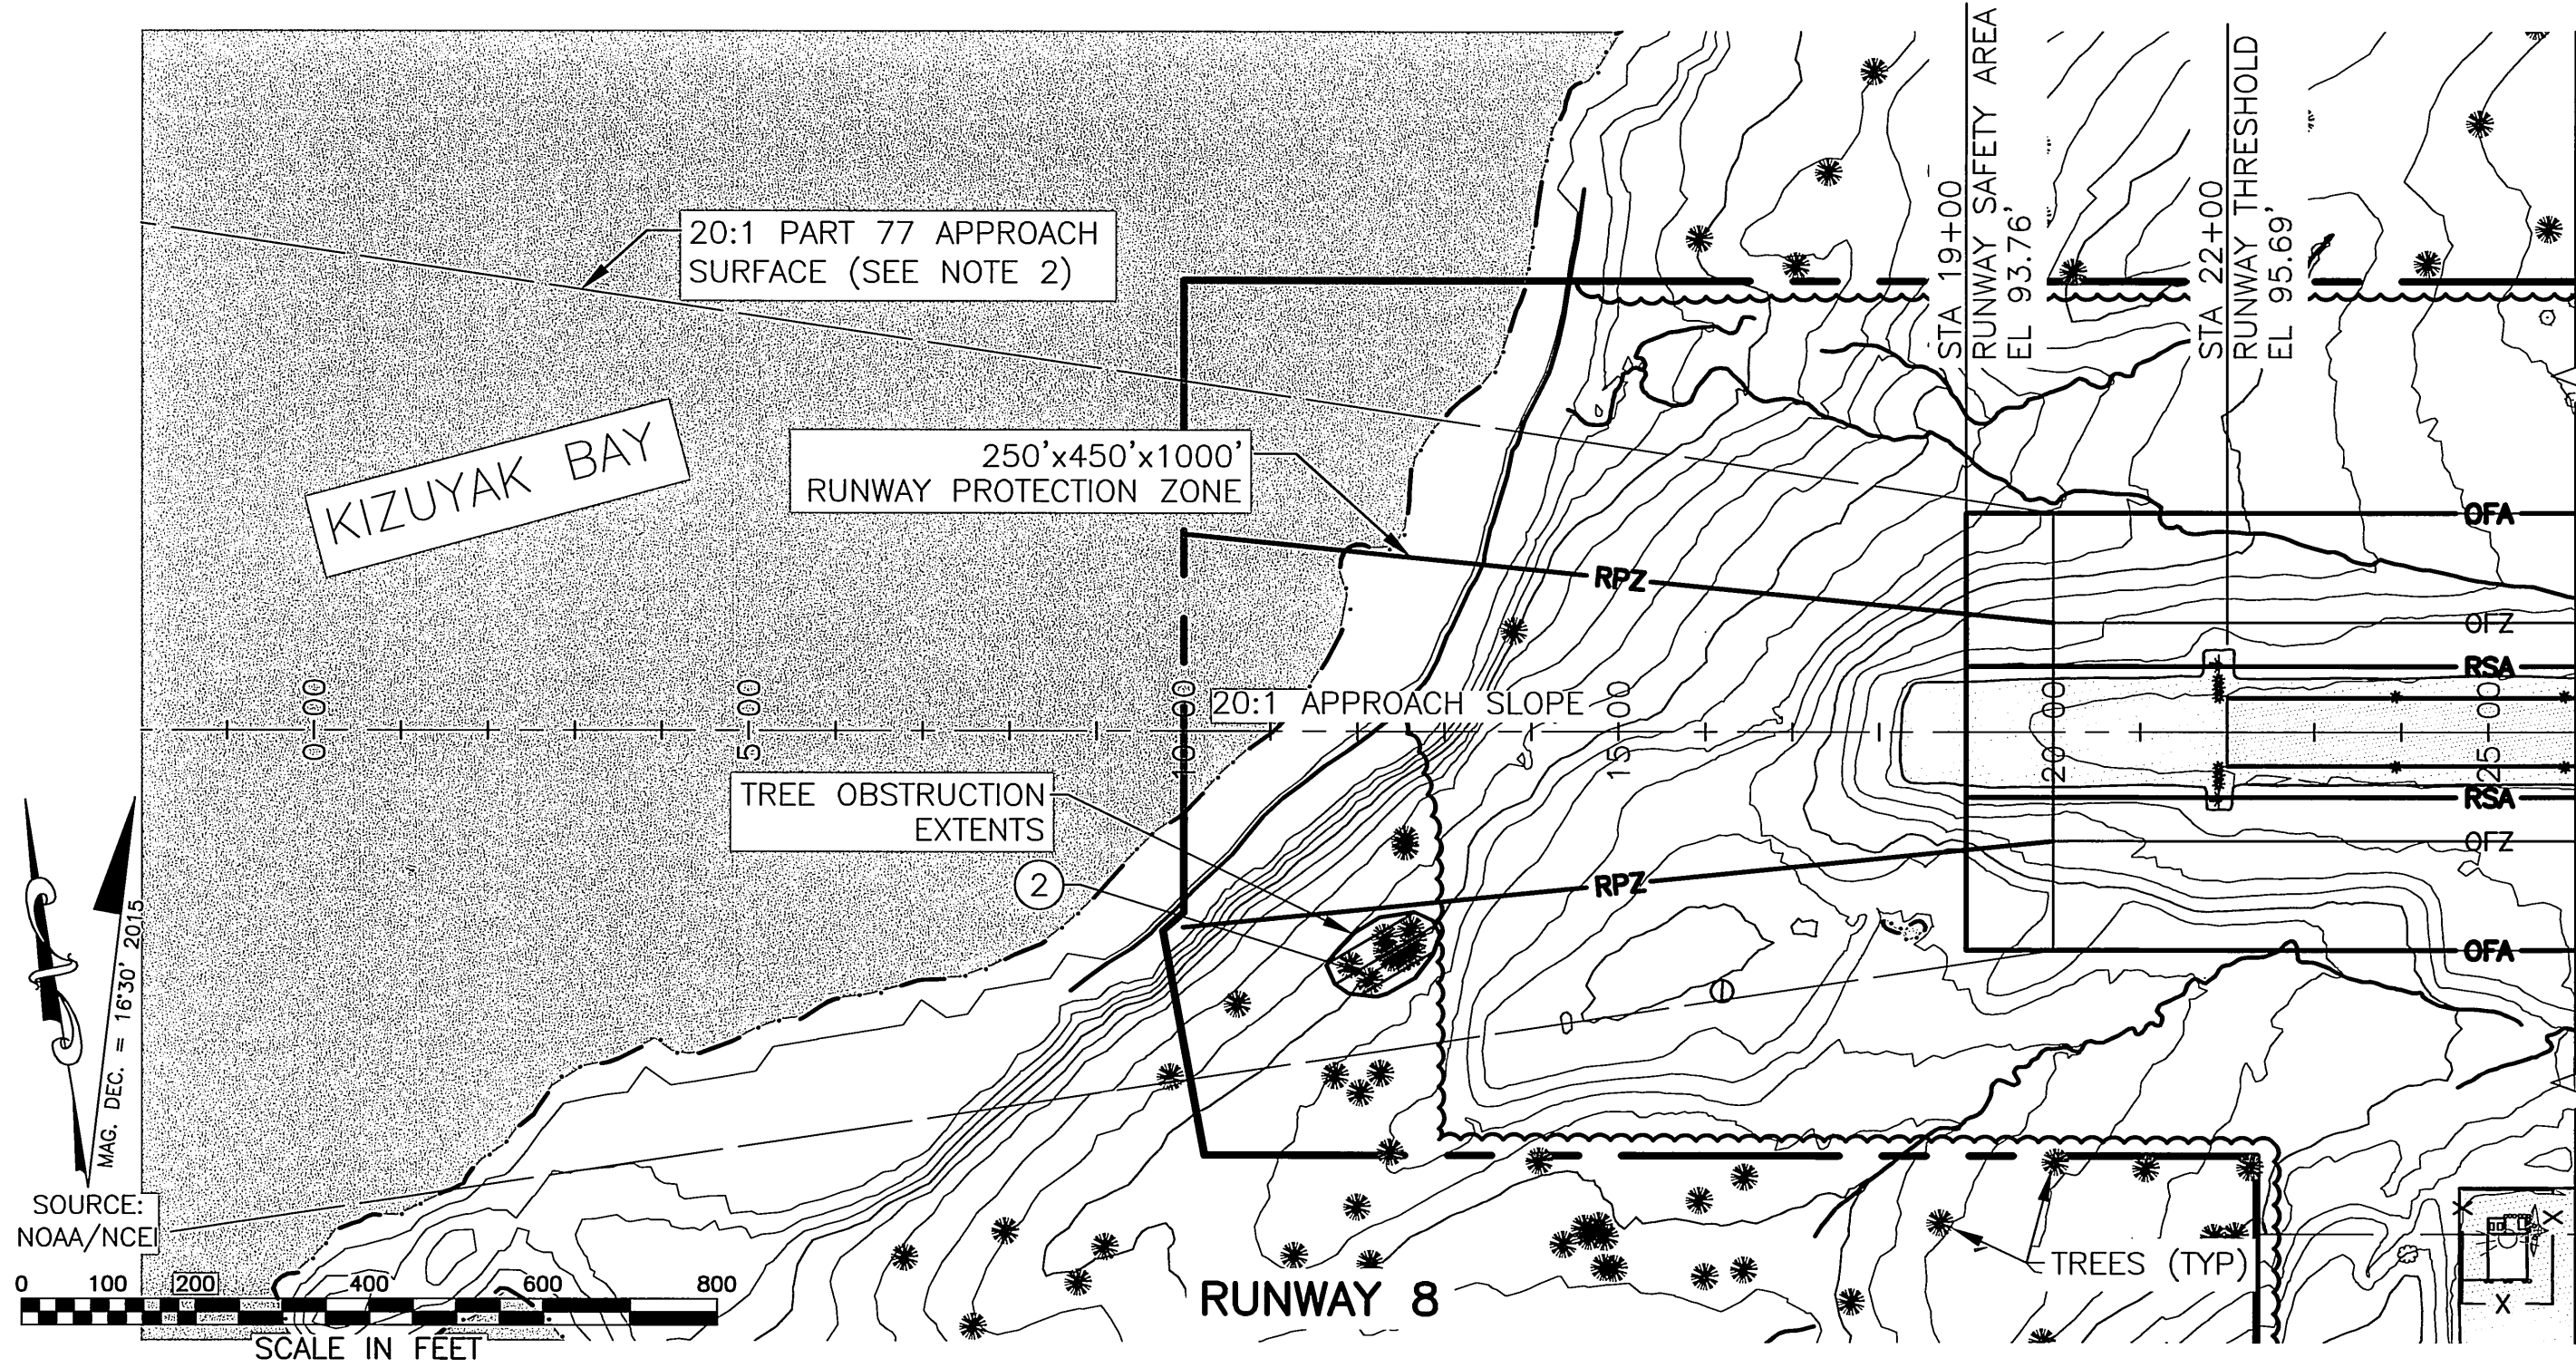 20:1 PART 77 APPROACH
SURFACE (SEE NOTE 2)
STA 19+00
RUNWAY SAFETY AREA
EL 93.76'
STA 22+00
RUNWAY THRESHOLD
EL 95.69'
KIZUYAK BAY
250'x450'x1000'
RUNWAY PROTECTION ZONE
OFA
RPZ
OFZ
RSA
0+00
5+00
10+00
20:1 APPROACH SLOPE
15+00
20+00
25+00
RSA
OFZ
TREE OBSTRUCTION
EXTENTS
2
RPZ
OFA
MAG. DEC. = 16°30' 2015
SOURCE:
NOAA/NCEI
TREES (TYP)
X
X
X
RUNWAY 8
0 100 200 400 600 800
SCALE IN FEET